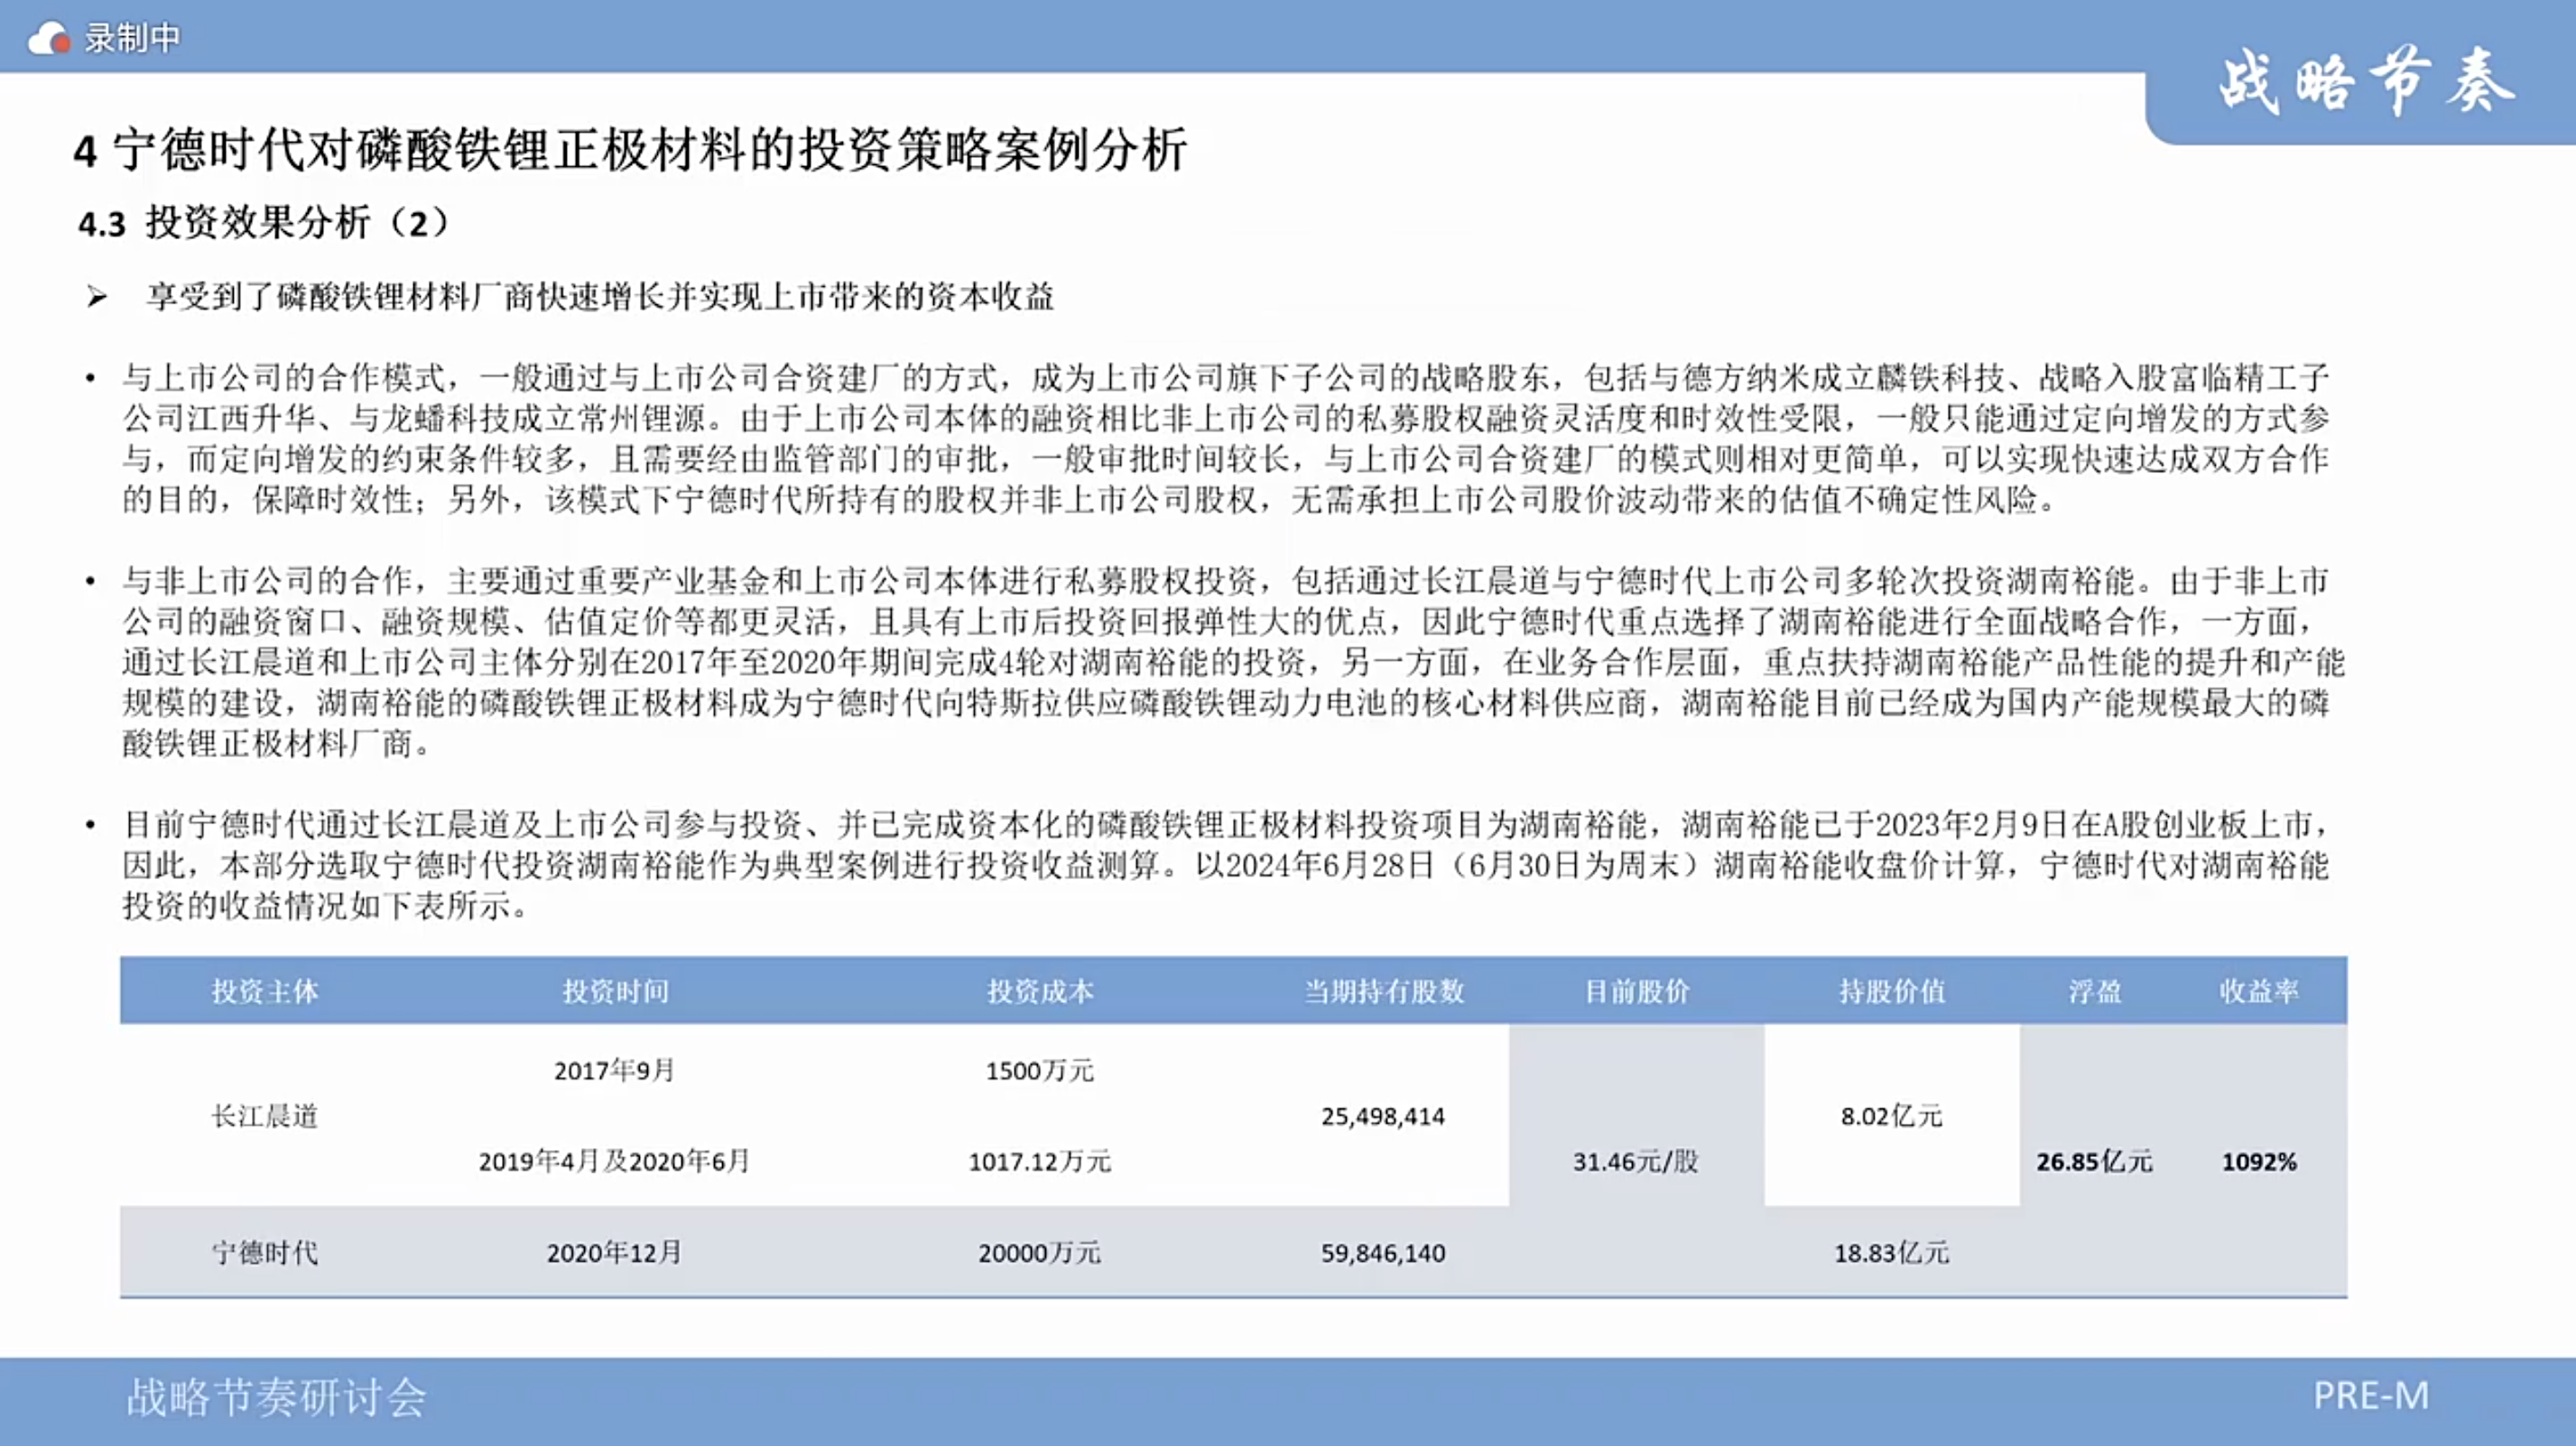 录制中
战略节奏
4 宁德时代对磷酸铁锂正极材料的投资策略案例分析
4.3 投资效果分析（2）
➢ 享受到了磷酸铁锂材料厂商快速增长并实现上市带来的资本收益
• 与上市公司的合作模式，一般通过与上市公司合资建厂的方式，成为上市公司旗下子公司的战略股东，包括与德方纳米成立麟铁科技、战略入股富临精工子
公司江西升华、与龙蟠科技成立常州锂源。由于上市公司本体的融资相比非上市公司的私募股权融资灵活度和时效性受限，一般只能通过定向增发的方式参
与，而定向增发的约束条件较多，且需要经由监管部门的审批，一般审批时间较长，与上市公司合资建厂的模式则相对更简单，可以实现快速达成双方合作
的目的，保障时效性；另外，该模式下宁德时代所持有的股权并非上市公司股权，无需承担上市公司股价波动带来的估值不确定性风险。
• 与非上市公司的合作，主要通过重要产业基金和上市公司本体进行私募股权投资，包括通过长江晨道与宁德时代上市公司多轮次投资湖南裕能。由于非上市
公司的融资窗口、融资规模、估值定价等都更灵活，且具有上市后投资回报弹性大的优点，因此宁德时代重点选择了湖南裕能进行全面战略合作，一方面，
通过长江晨道和上市公司主体分别在2017年至2020年期间完成4轮对湖南裕能的投资，另一方面，在业务合作层面，重点扶持湖南裕能产品性能的提升和产能
规模的建设，湖南裕能的磷酸铁锂正极材料成为宁德时代向特斯拉供应磷酸铁锂动力电池的核心材料供应商，湖南裕能目前已经成为国内产能规模最大的磷
酸铁锂正极材料厂商。
• 目前宁德时代通过长江晨道及上市公司参与投资、并已完成资本化的磷酸铁锂正极材料投资项目为湖南裕能，湖南裕能已于2023年2月9日在A股创业板上市，
因此，本部分选取宁德时代投资湖南裕能作为典型案例进行投资收益测算。以2024年6月28日（6月30日为周末）湖南裕能收盘价计算，宁德时代对湖南裕能
投资的收益情况如下表所示。
投资主体 投资时间 投资成本 当期持有股数 目前股价 持股价值 浮盈 收益率
2017年9月 1500万元
长江晨道 25,498,414 8.02亿元
2019年4月及2020年6月 1017.12万元 31.46元/股 26.85亿元 1092%
宁德时代 2020年12月 20000万元 59,846,140 18.83亿元
战略节奏研讨会 PRE-M